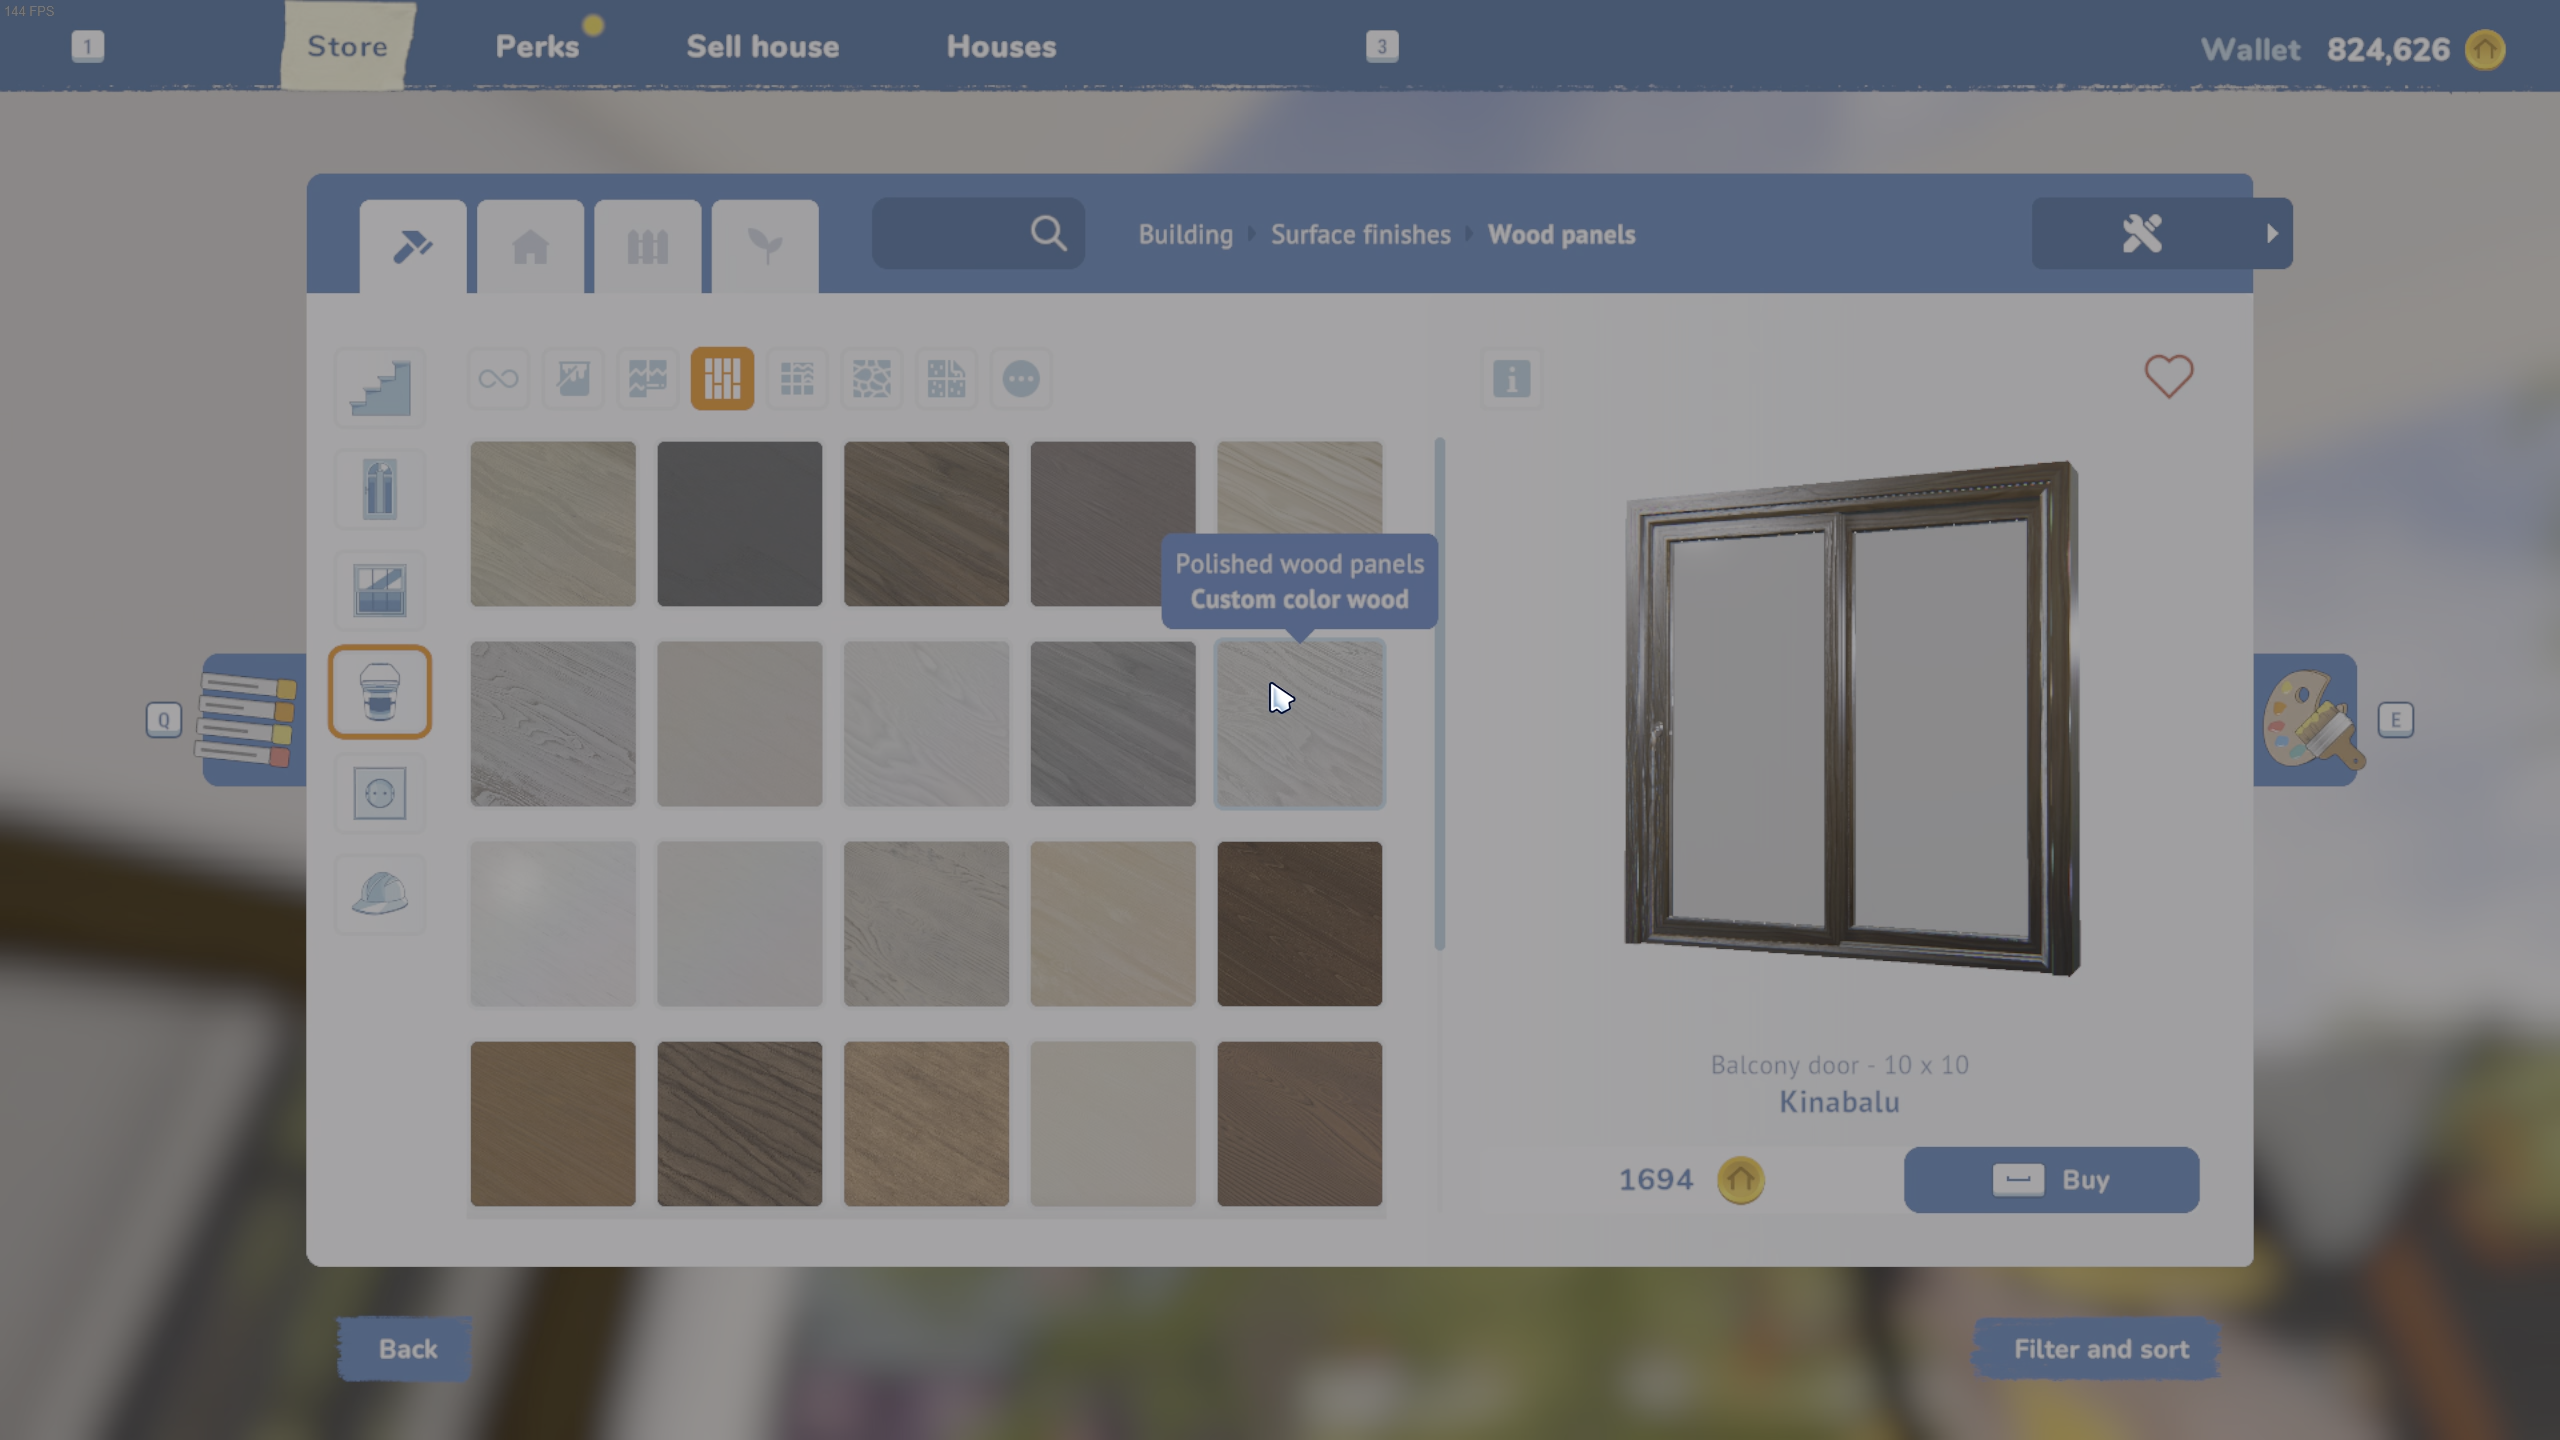 144 FPS
1
Store
Perks
Sell house
Houses
3
Wallet 824,626
Building
Surface finishes
Wood panels
Polished wood panels
Custom color wood
Q
E
Balcony door - 10 x 10
Kinabalu
1694
Buy
Back
Filter and sort